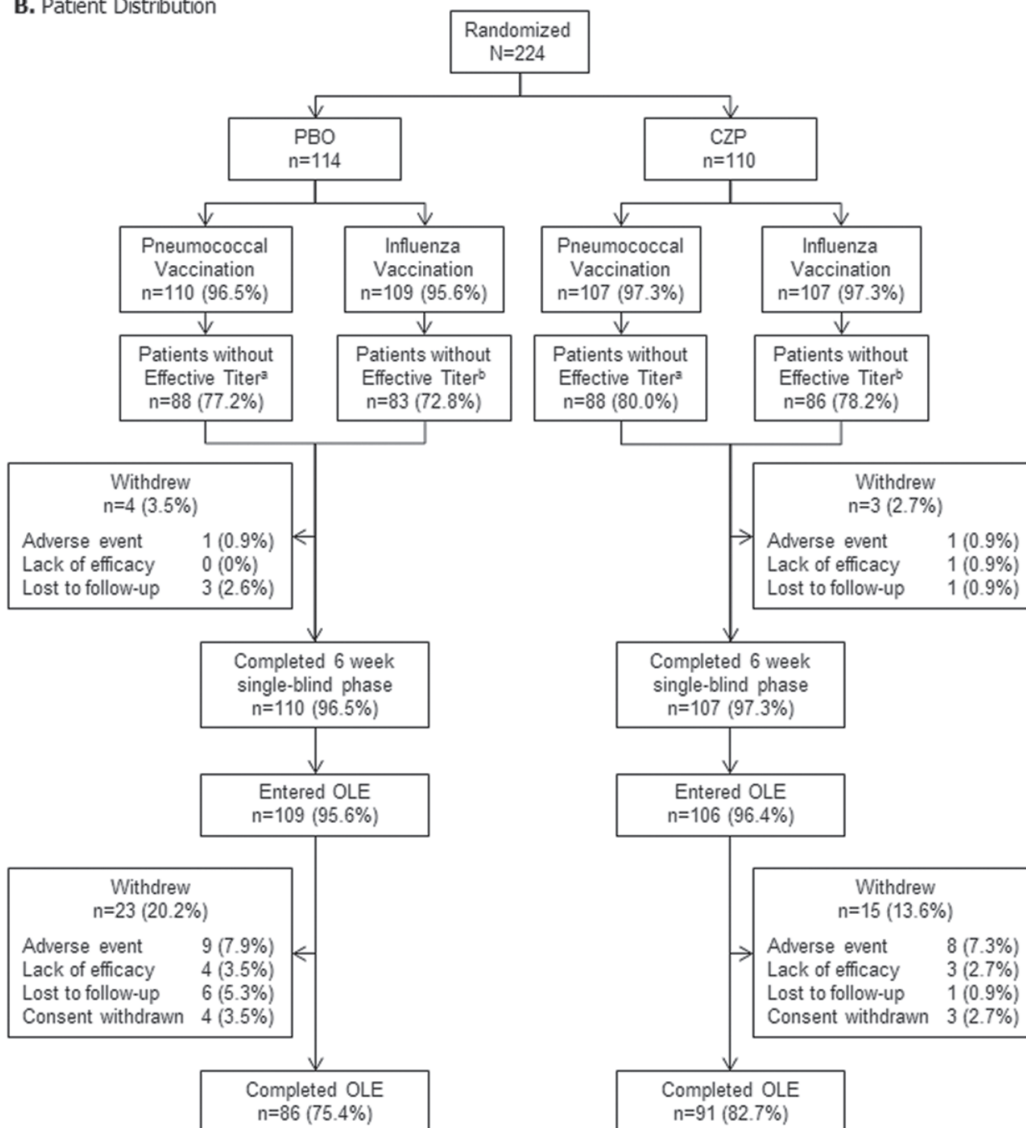 B. Patient Distribution
Randomized
N=224
PBO
n=114
CZP
n=110
Pneumococcal
Vaccination
n=110 (96.5%)
Influenza
Vaccination
n=109 (95.6%)
Pneumococcal
Vaccination
n=107 (97.3%)
Influenza
Vaccination
n=107 (97.3%)
Patients without
Effective Titerᵃ
n=88 (77.2%)
Patients without
Effective Titerᵇ
n=83 (72.8%)
Patients without
Effective Titerᵃ
n=88 (80.0%)
Patients without
Effective Titerᵇ
n=86 (78.2%)
Withdrew
n=4 (3.5%)
Adverse event 1 (0.9%)
Lack of efficacy 0 (0%)
Lost to follow-up 3 (2.6%)
Withdrew
n=3 (2.7%)
Adverse event 1 (0.9%)
Lack of efficacy 1 (0.9%)
Lost to follow-up 1 (0.9%)
Completed 6 week
single-blind phase
n=110 (96.5%)
Completed 6 week
single-blind phase
n=107 (97.3%)
Entered OLE
n=109 (95.6%)
Entered OLE
n=106 (96.4%)
Withdrew
n=23 (20.2%)
Adverse event 9 (7.9%)
Lack of efficacy 4 (3.5%)
Lost to follow-up 6 (5.3%)
Consent withdrawn 4 (3.5%)
Withdrew
n=15 (13.6%)
Adverse event 8 (7.3%)
Lack of efficacy 3 (2.7%)
Lost to follow-up 1 (0.9%)
Consent withdrawn 3 (2.7%)
Completed OLE
n=86 (75.4%)
Completed OLE
n=91 (82.7%)